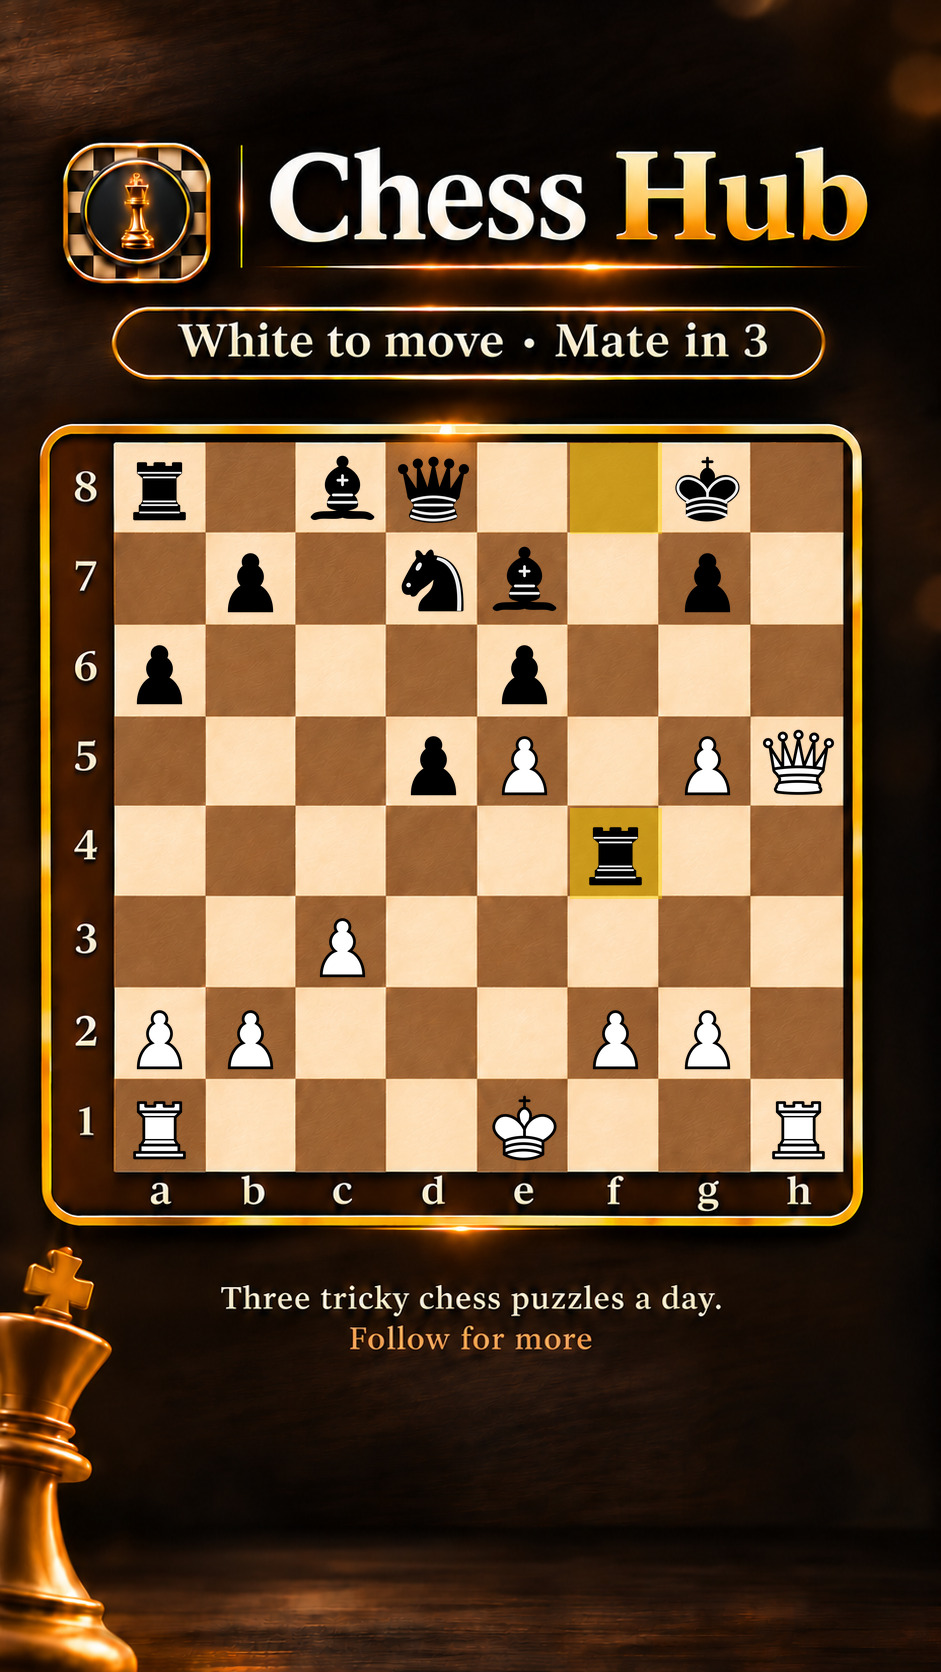 Chess Hub
White to move • Mate in 3
8
7
6
5
4
3
2
1
a b c d e f g h
Three tricky chess puzzles a day.
Follow for more